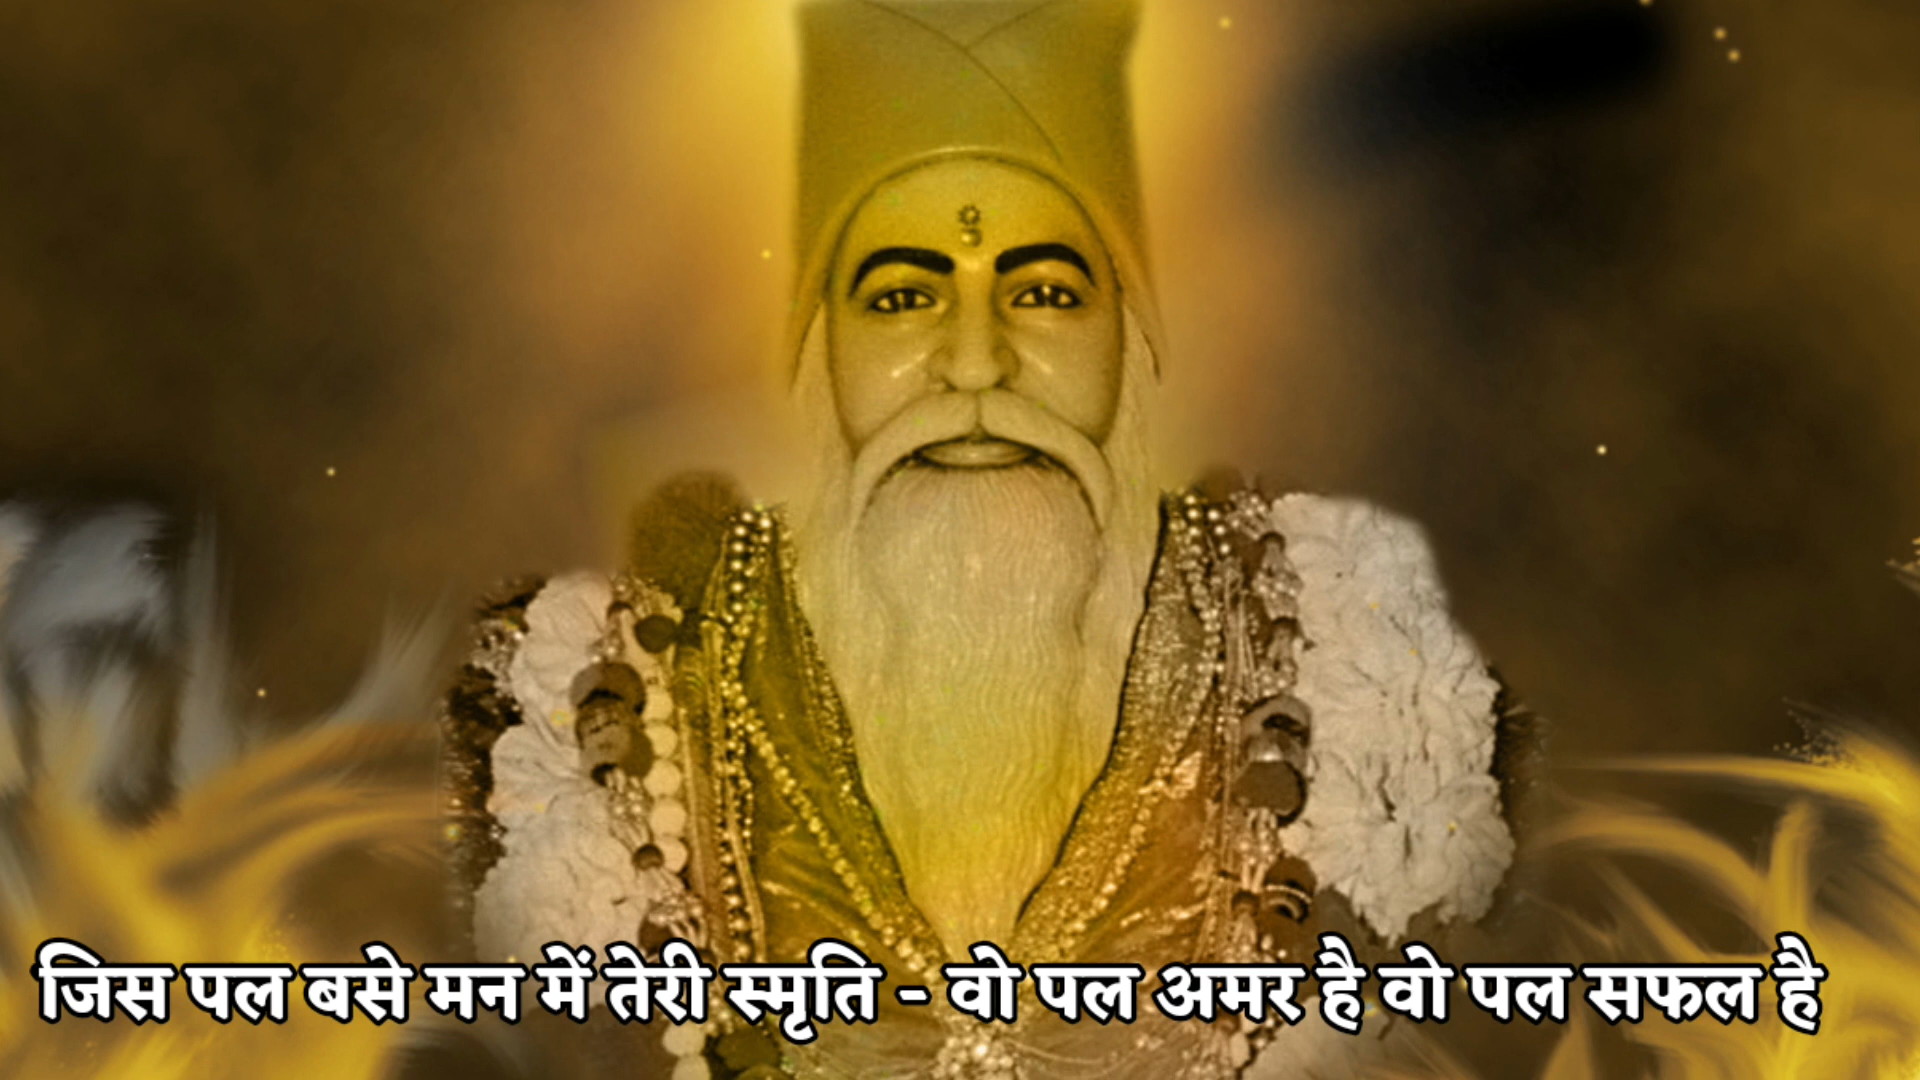 जिस पल बसे मन में तेरी स्मृति - वो पल अमर है वो पल सफल है